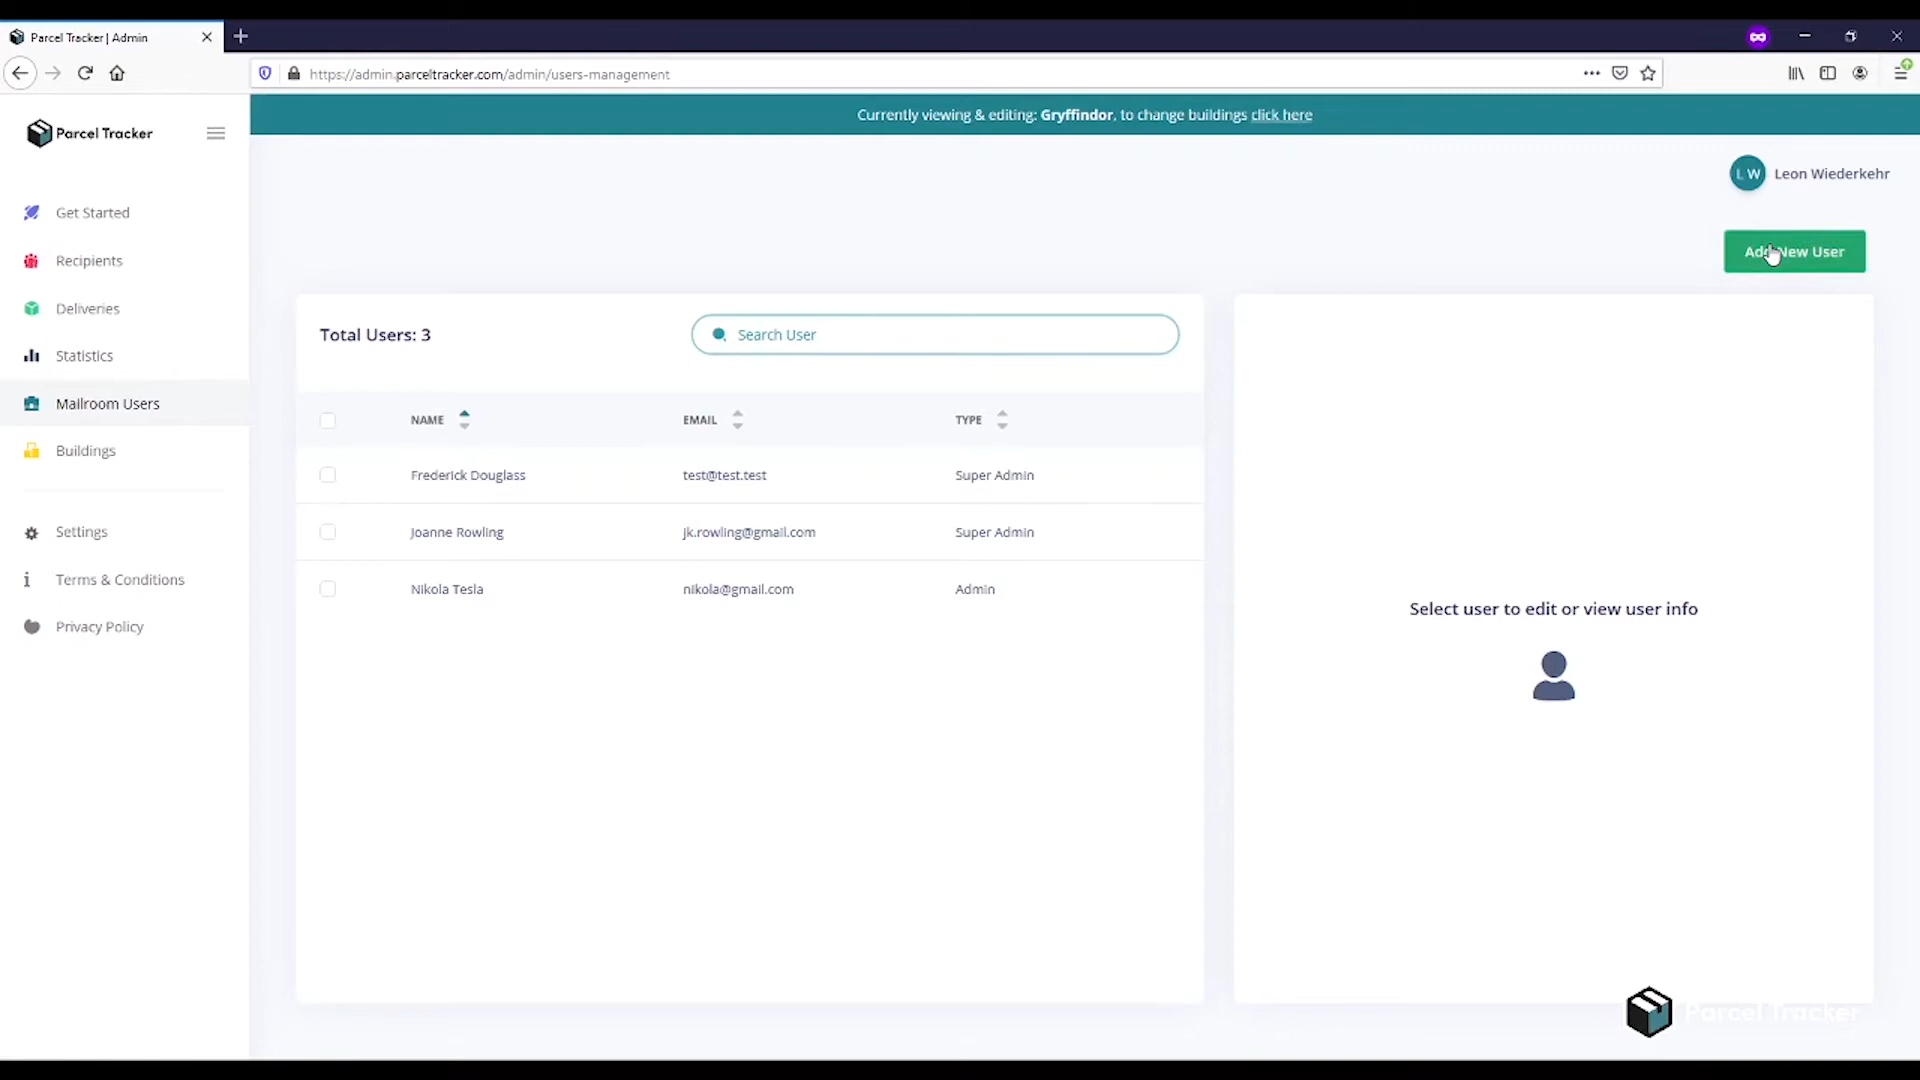 Parcel Tracker | Admin
https://admin.parceltracker.com/admin/users-management
Currently viewing & editing: Gryffindor, to change buildings click here
Parcel Tracker
L W Leon Wiederkehr
Get Started
Recipients
Deliveries
Statistics
Mailroom Users
Buildings
Settings
Terms & Conditions
Privacy Policy
Add New User
Total Users: 3
Search User
NAME EMAIL TYPE
Frederick Douglass test@test.test Super Admin
Joanne Rowling jk.rowling@gmail.com Super Admin
Nikola Tesla nikola@gmail.com Admin
Select user to edit or view user info
Parcel Tracker